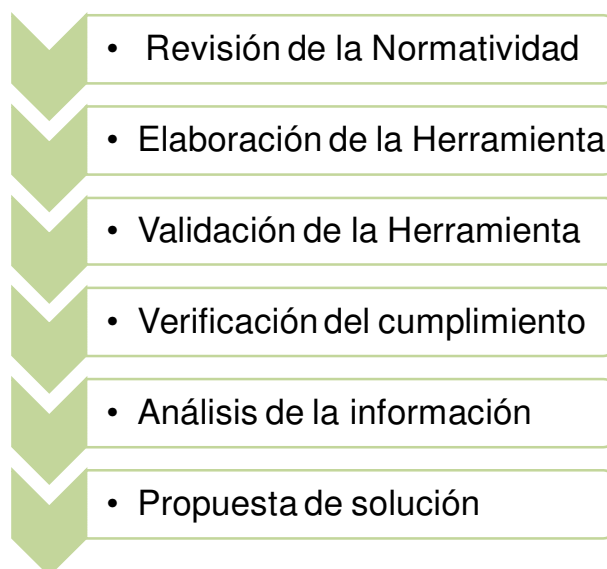 • Revisión de la Normatividad
• Elaboración de la Herramienta
• Validación de la Herramienta
• Verificación del cumplimiento
• Análisis de la información
• Propuesta de solución